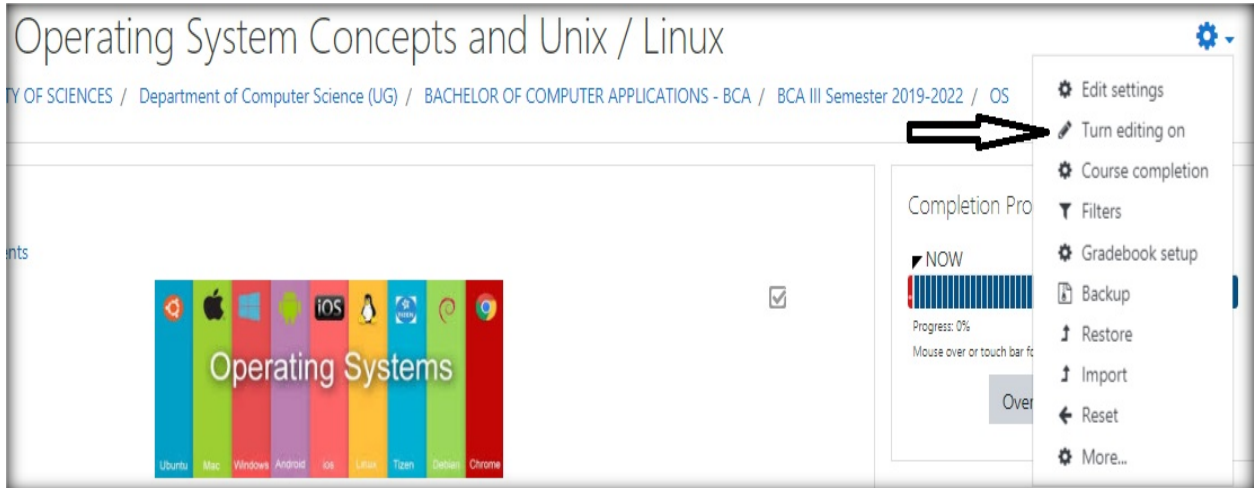 Operating System Concepts and Unix / Linux
TY OF SCIENCES / Department of Computer Science (UG) / BACHELOR OF COMPUTER APPLICATIONS - BCA / BCA III Semester 2019-2022 / OS
Edit settings
Turn editing on
Course completion
Filters
Gradebook setup
Backup
Restore
Import
Reset
More...
ents
iOS
Operating Systems
Ubuntu Mac Windows Android ios Linux Tizen Debian Chrome
Completion Pro
NOW
Progress: 0%
Mouse over or touch bar fo
Over